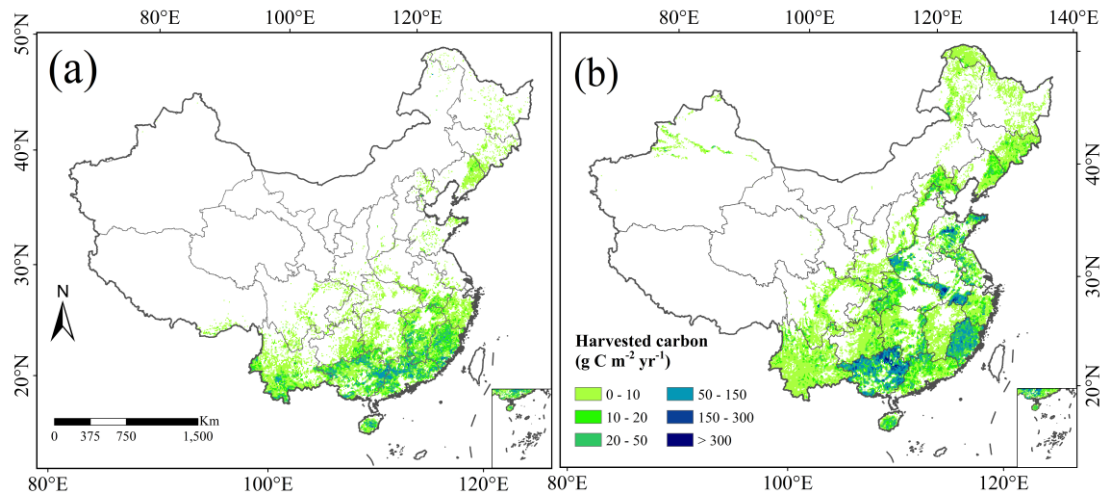 80°E 100°E 120°E
80°E 100°E 120°E 140°E
50°N
40°N
30°N
20°N
(a)
N
Km
0 375 750 1,500
80°E 100°E 120°E
(b)
Harvested carbon
(g C m⁻² yr⁻¹)
0 - 10
10 - 20
20 - 50
50 - 150
150 - 300
> 300
40°N
30°N
20°N
80°E 100°E 120°E